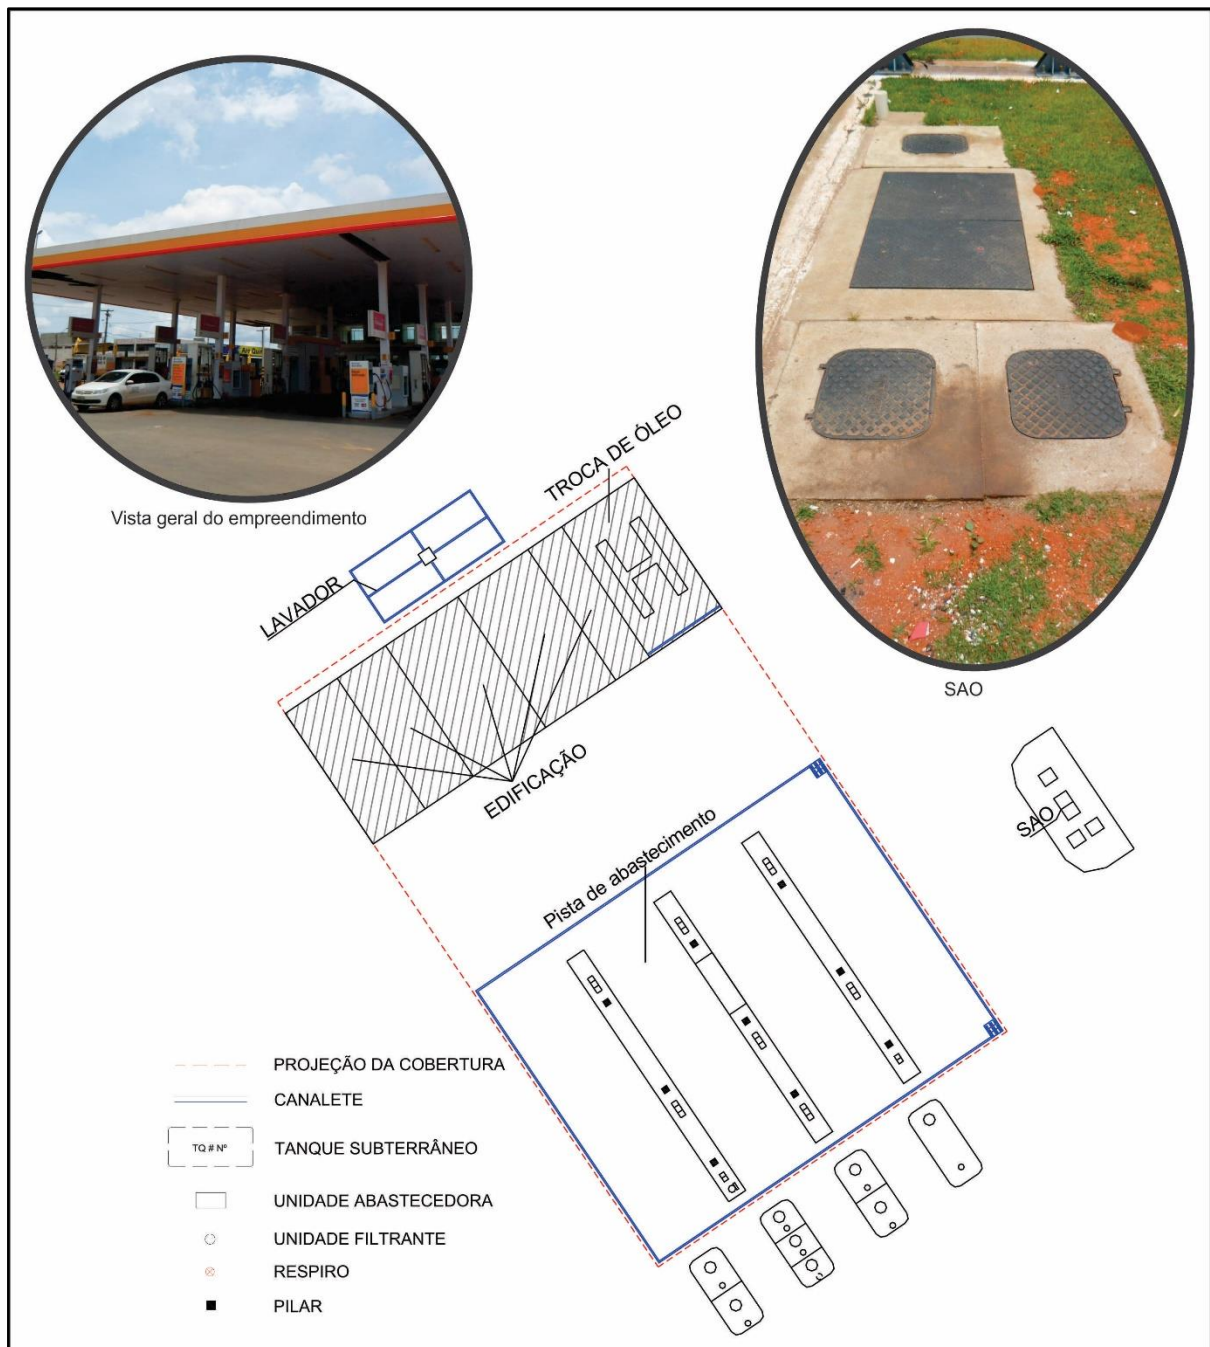 Vista geral do empreendimento
SAO
TROCA DE ÓLEO
LAVADOR
EDIFICAÇÃO
SAO
Pista de abastecimento
PROJEÇÃO DA COBERTURA
CANALETE
TQ # Nº
TANQUE SUBTERRÂNEO
UNIDADE ABASTECEDORA
UNIDADE FILTRANTE
RESPIRO
PILAR